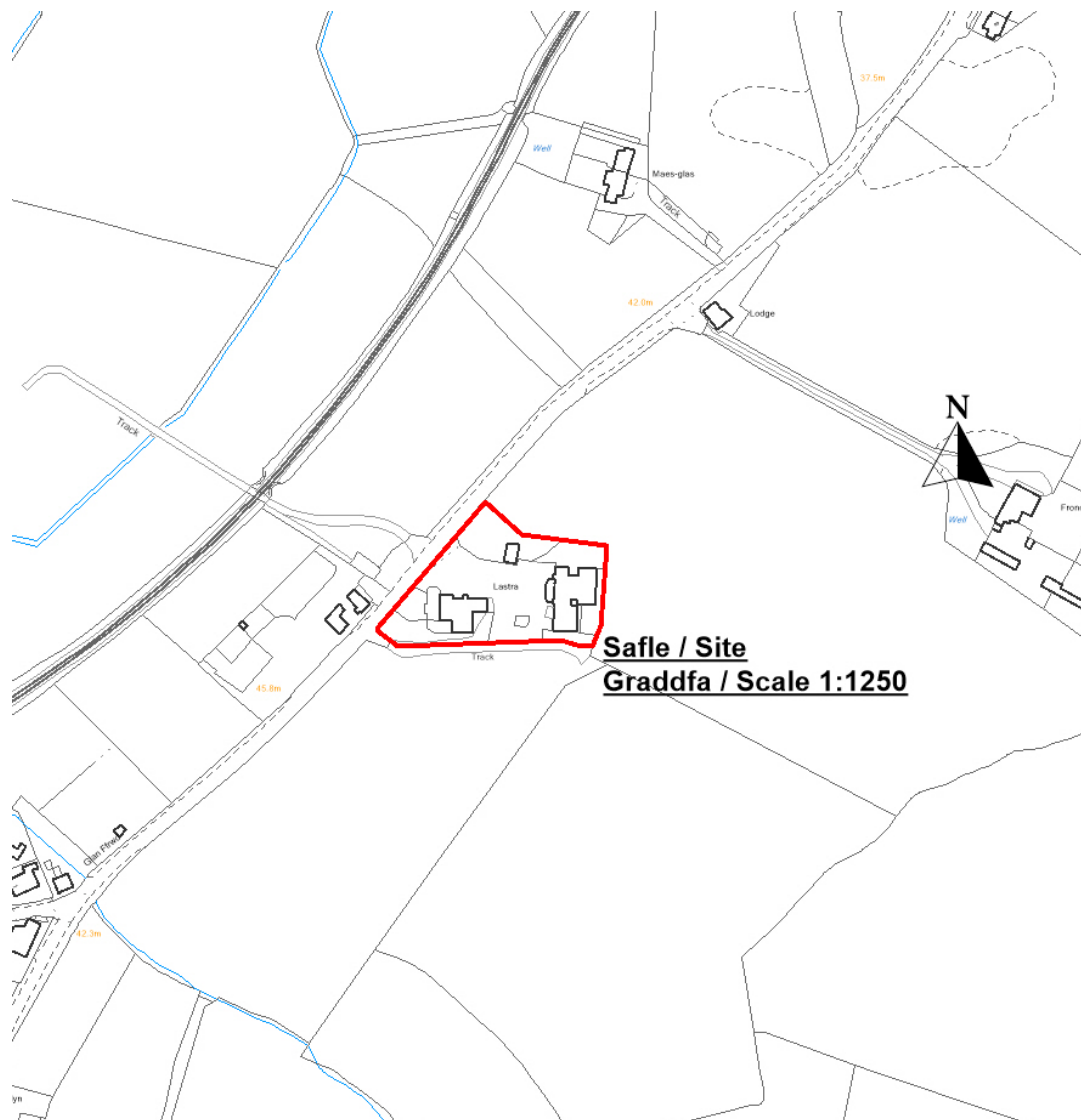 37.5m
Well
Maes-glas
Track
42.0m
Lodge
N
Track
Well
Fron
Lastra
Safle / Site
Track
Graddfa / Scale 1:1250
45.8m
Glan Ffrwd
42.3m
lyn